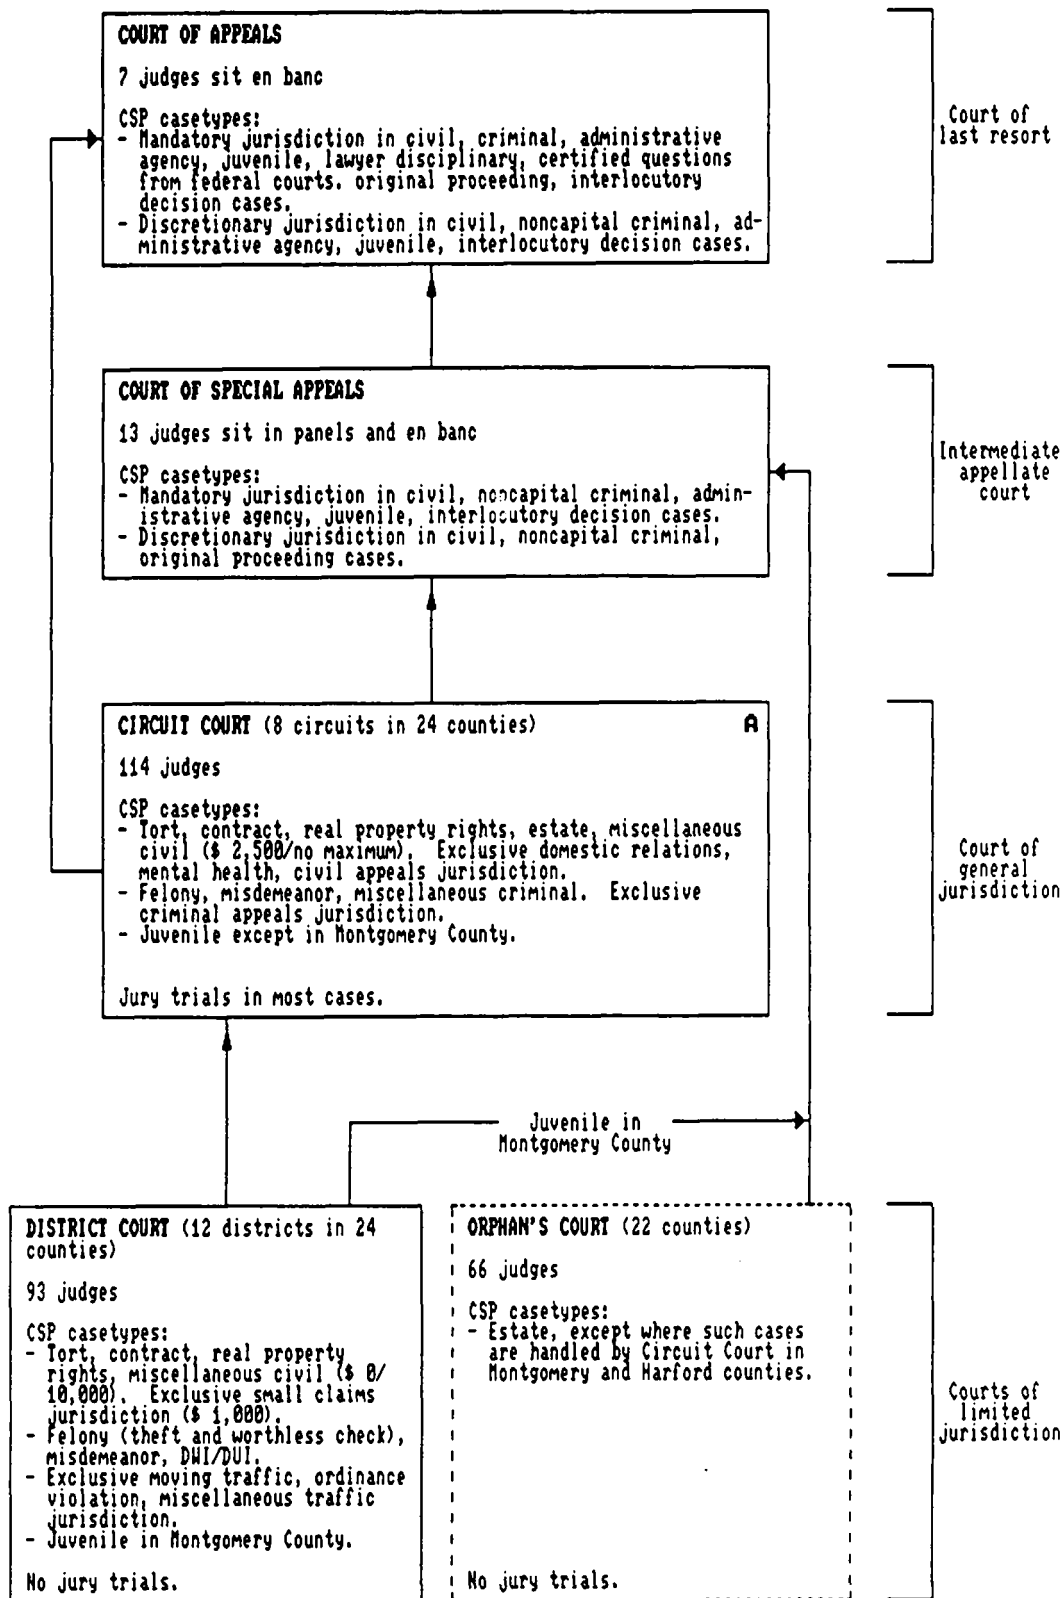 COURT OF APPEALS
7 judges sit en banc
CSP casetypes:
- Mandatory jurisdiction in civil, criminal, administrative
agency, juvenile, lawyer disciplinary, certified questions
from federal courts. original proceeding, interlocutory
decision cases.
- Discretionary jurisdiction in civil, noncapital criminal, ad-
ministrative agency, juvenile, interlocutory decision cases.
Court of
last resort
COURT OF SPECIAL APPEALS
13 judges sit in panels and en banc
CSP casetypes:
- Mandatory jurisdiction in civil, noncapital criminal, admin-
istrative agency, juvenile, interlocutory decision cases.
- Discretionary jurisdiction in civil, noncapital criminal,
original proceeding cases.
Intermediate
appellate
court
CIRCUIT COURT (8 circuits in 24 counties) A
114 judges
CSP casetypes:
- Tort, contract, real property rights, estate, miscellaneous
civil ($ 2,500/no maximum). Exclusive domestic relations,
mental health, civil appeals jurisdiction.
- Felony, misdemeanor, miscellaneous criminal. Exclusive
criminal appeals jurisdiction.
- Juvenile except in Montgomery County.
Jury trials in most cases.
Court of
general
jurisdiction
Juvenile in
Montgomery County
DISTRICT COURT (12 districts in 24
counties)
93 judges
CSP casetypes:
- Tort, contract, real property
rights, miscellaneous civil ($ 0/
10,000). Exclusive small claims
jurisdiction ($ 1,000).
- Felony (theft and worthless check),
misdemeanor, DWI/DUI.
- Exclusive moving traffic, ordinance
violation, miscellaneous traffic
jurisdiction.
- Juvenile in Montgomery County.
No jury trials.
ORPHAN'S COURT (22 counties)
66 judges
CSP casetypes:
- Estate, except where such cases
are handled by Circuit Court in
Montgomery and Harford counties.
No jury trials.
Courts of
limited
jurisdiction